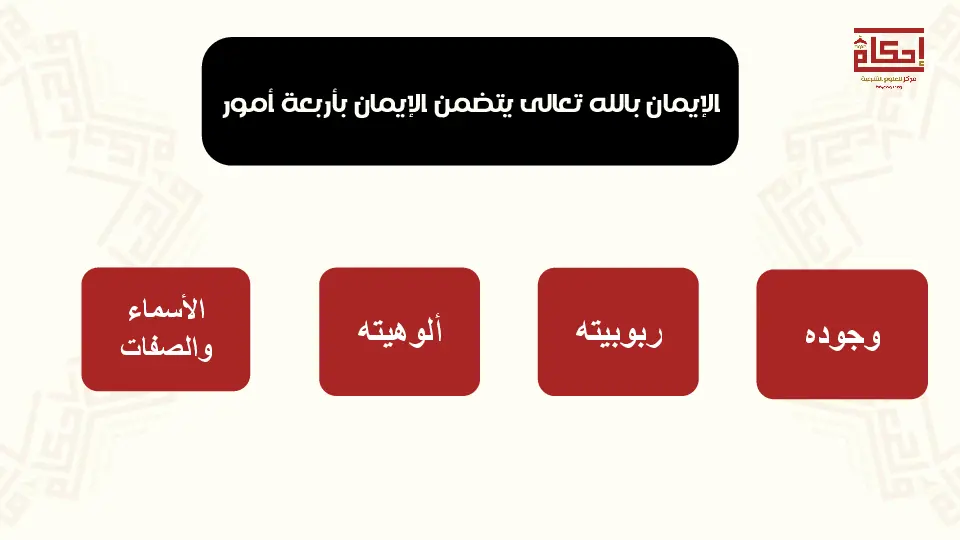 إحكام
مركز للعلوم الشرعية
الإيمان بالله تعالى يتضمن الإيمان بأربعة أمور
وجوده
ربوبيته
ألوهيته
الأسماء
والصفات